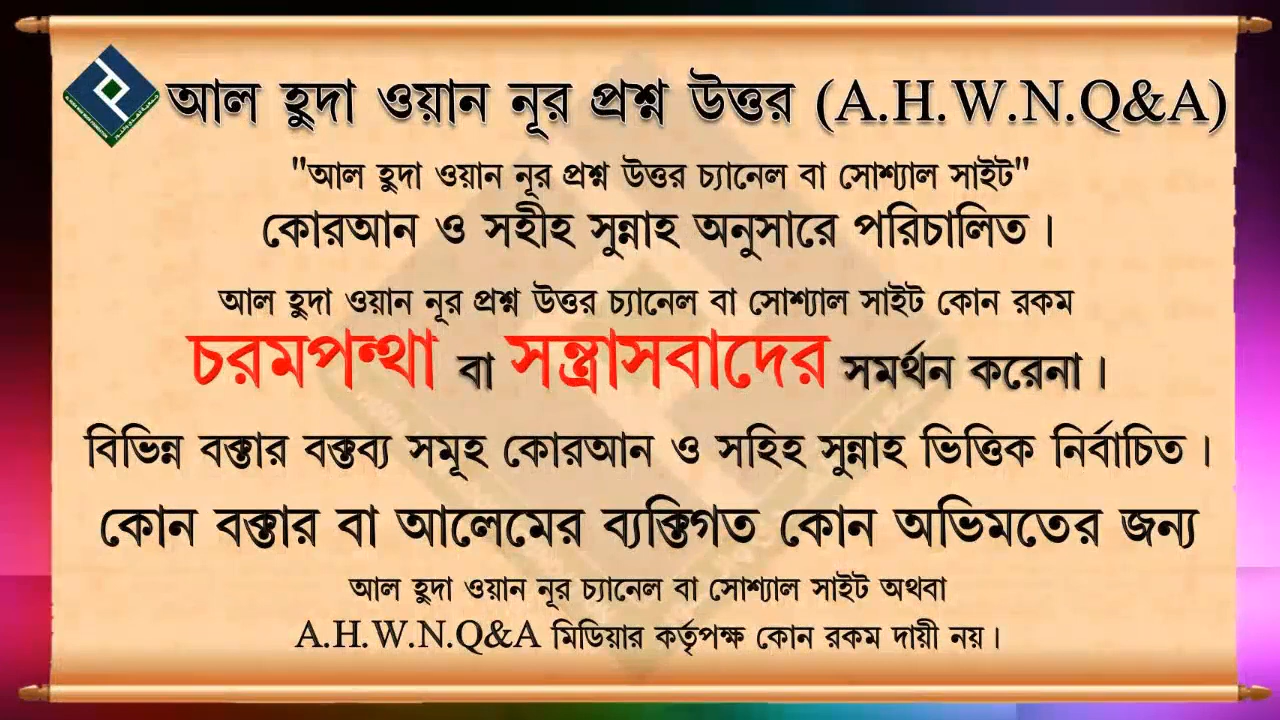 আল হুদা ওয়ান নূর প্রশ্ন উত্তর (A.H.W.N.Q&A)
"আল হুদা ওয়ান নূর প্রশ্ন উত্তর চ্যানেল বা সোশ্যাল সাইট"
কোরআন ও সহীহ সুন্নাহ অনুসারে পরিচালিত ।
আল হুদা ওয়ান নূর প্রশ্ন উত্তর চ্যানেল বা সোশ্যাল সাইট কোন রকম
চরমপন্থা বা সন্ত্রাসবাদের সমর্থন করেনা ।
বিভিন্ন বক্তার বক্তব্য সমূহ কোরআন ও সহিহ সুন্নাহ ভিত্তিক নির্বাচিত ।
কোন বক্তার বা আলেমের ব্যক্তিগত কোন অভিমতের জন্য
আল হুদা ওয়ান নূর চ্যানেল বা সোশ্যাল সাইট অথবা
A.H.W.N.Q&A মিডিয়ার কর্তৃপক্ষ কোন রকম দায়ী নয় ।